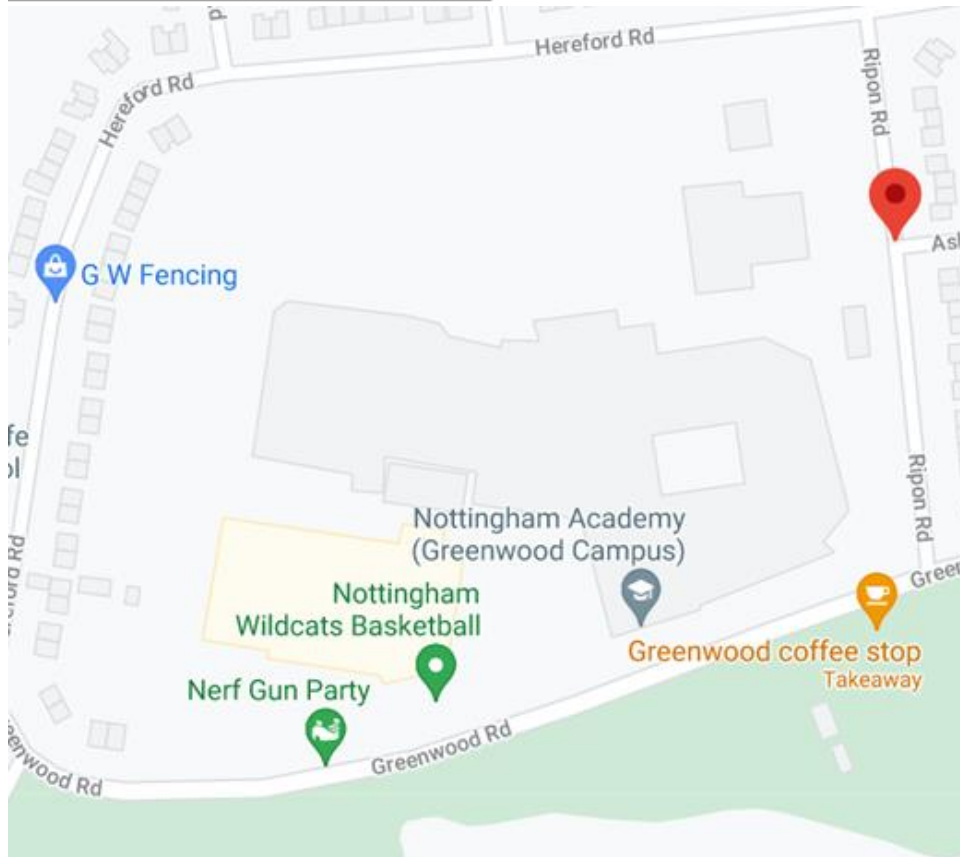 Hereford Rd
Hereford Rd
Ripon Rd
G W Fencing
Ripon Rd
Nottingham Academy
(Greenwood Campus)
Nottingham
Wildcats Basketball
Greenwood coffee stop
Takeaway
Nerf Gun Party
Greenwood Rd